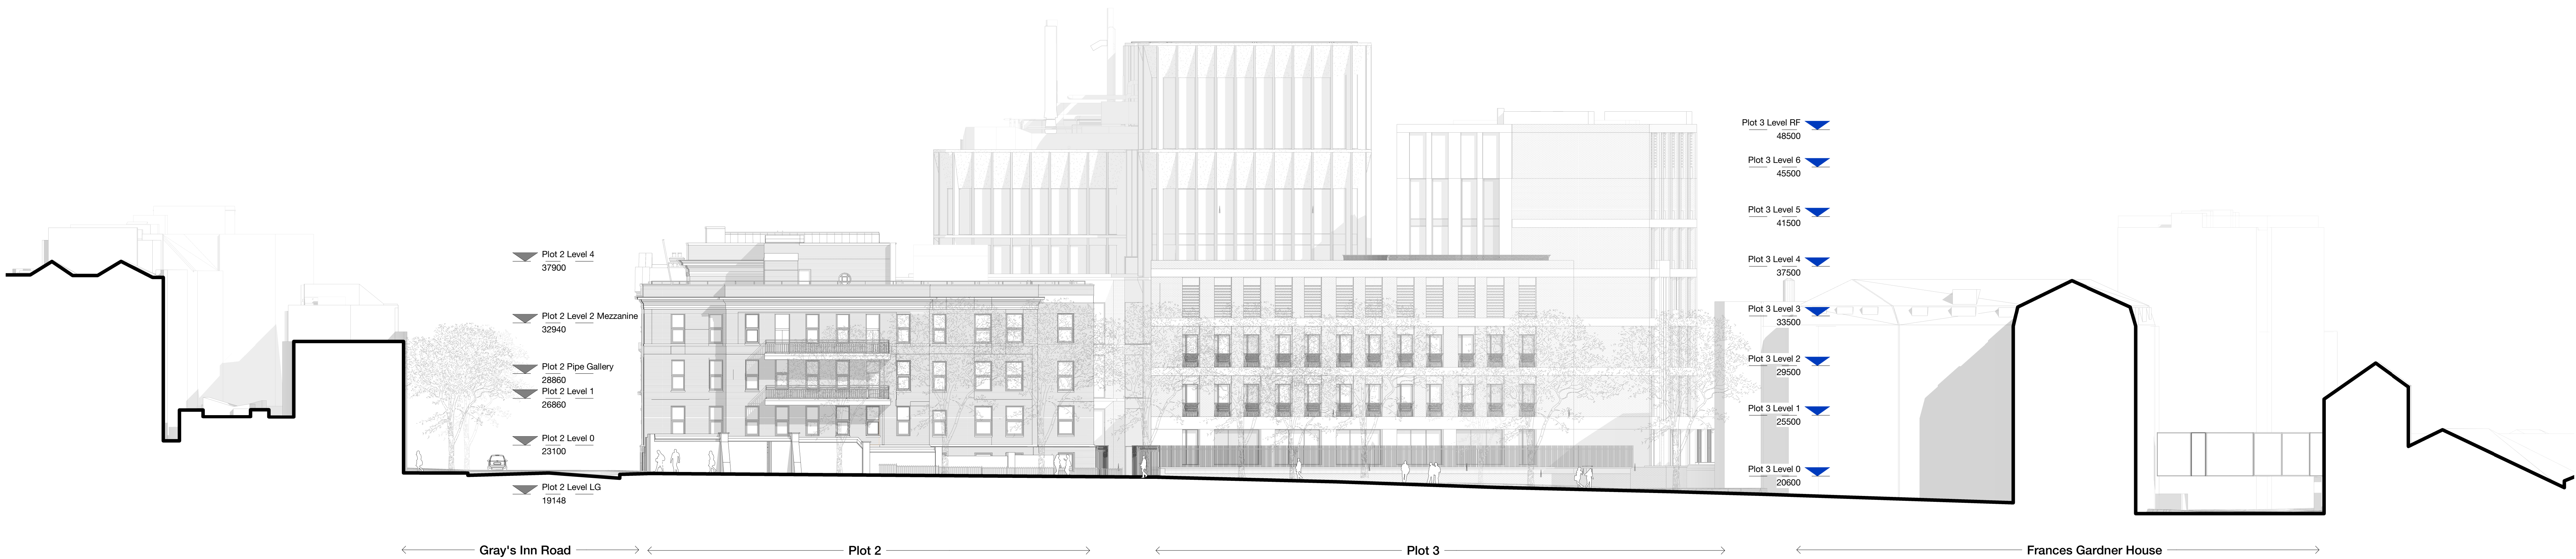 Plot 2 Level 4
37900
Plot 2 Level 2 Mezzanine
32940
Plot 2 Pipe Gallery
28860
Plot 2 Level 1
26860
Plot 2 Level 0
23100
Plot 2 Level LG
19148
Plot 3 Level RF
48500
Plot 3 Level 6
45500
Plot 3 Level 5
41500
Plot 3 Level 4
37500
Plot 3 Level 3
33500
Plot 3 Level 2
29500
Plot 3 Level 1
25500
Plot 3 Level 0
20600
Gray's Inn Road
Plot 2
Plot 3
Frances Gardner House